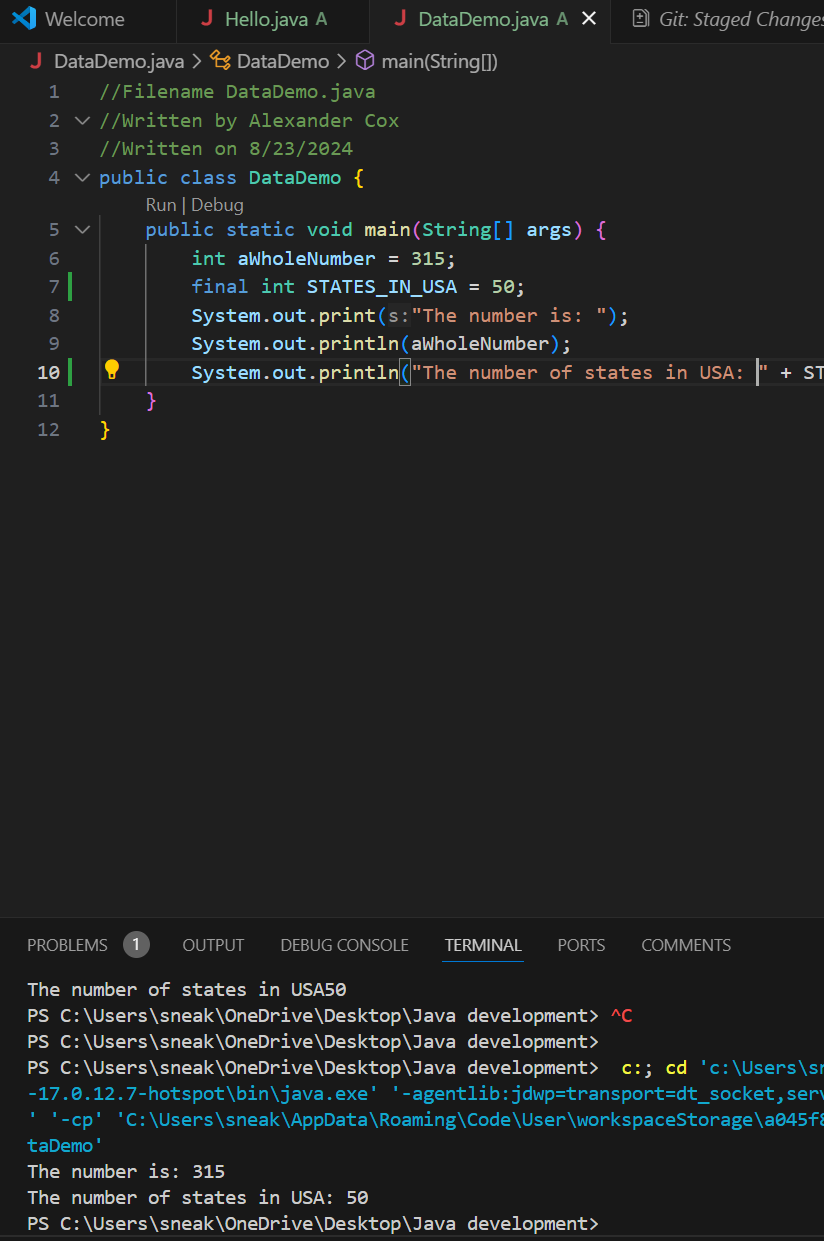 Welcome Hello.java A DataDemo.java A Git: Staged Changes
DataDemo.java > DataDemo > main(String[])
1 //Filename DataDemo.java
2 //Written by Alexander Cox
3 //Written on 8/23/2024
4 public class DataDemo {
Run | Debug
5 public static void main(String[] args) {
6 int aWholeNumber = 315;
7 final int STATES_IN_USA = 50;
8 System.out.print(s:"The number is: ");
9 System.out.println(aWholeNumber);
10 System.out.println("The number of states in USA: " + ST
11 }
12 }
PROBLEMS 1 OUTPUT DEBUG CONSOLE TERMINAL PORTS COMMENTS
The number of states in USA50
PS C:\Users\sneak\OneDrive\Desktop\Java development> ^C
PS C:\Users\sneak\OneDrive\Desktop\Java development>
PS C:\Users\sneak\OneDrive\Desktop\Java development>  c:; cd 'c:\Users\sn
-17.0.12.7-hotspot\bin\java.exe' '-agentlib:jdwp=transport=dt_socket,serv
' '-cp' 'C:\Users\sneak\AppData\Roaming\Code\User\workspaceStorage\a045f8
taDemo'
The number is: 315
The number of states in USA: 50
PS C:\Users\sneak\OneDrive\Desktop\Java development>